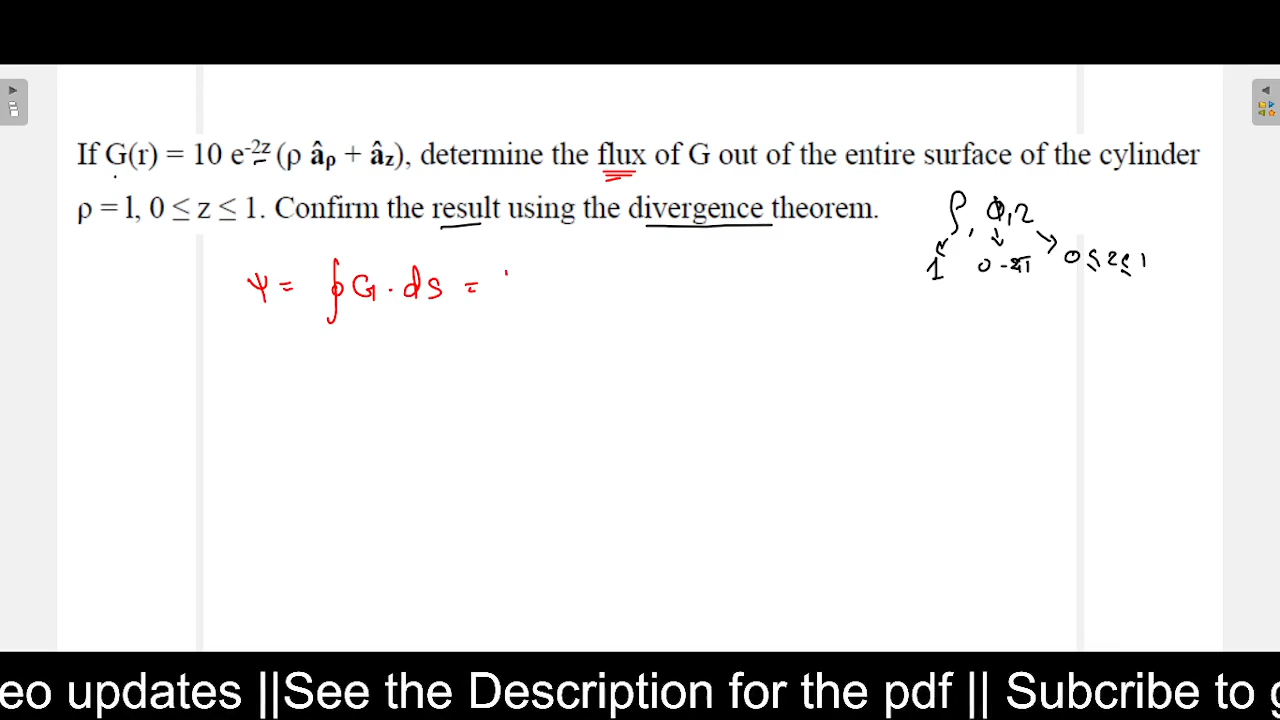 If G(r) = 10 e⁻²ᶻ (ρ âρ + âz), determine the flux of G out of the entire surface of the cylinder
ρ = 1, 0 ≤ z ≤ 1. Confirm the result using the divergence theorem.
ρ, φ, z
1 0-2π 0 ≤ z ≤ 1
Ψ = ∮ G · ds =
eo updates ||See the Description for the pdf || Subcribe to g